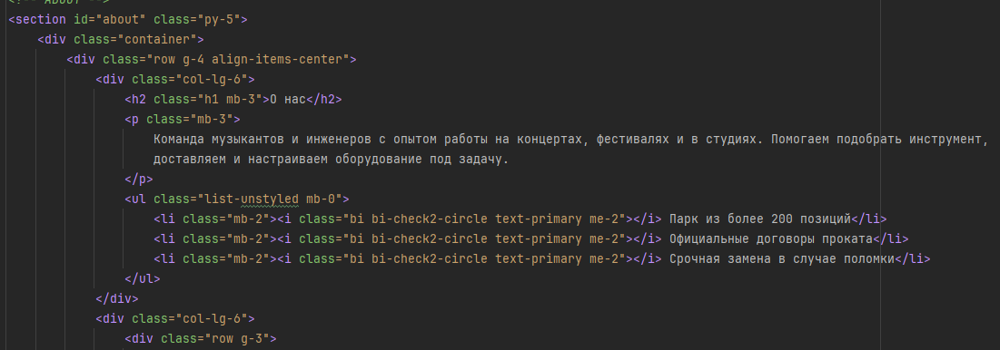 <!-- ABOUT -->
<section id="about" class="py-5">
<div class="container">
<div class="row g-4 align-items-center">
<div class="col-lg-6">
<h2 class="h1 mb-3">О нас</h2>
<p class="mb-3">
Команда музыкантов и инженеров с опытом работы на концертах, фестивалях и в студиях. Помогаем подобрать инструмент,
доставляем и настраиваем оборудование под задачу.
</p>
<ul class="list-unstyled mb-0">
<li class="mb-2"><i class="bi bi-check2-circle text-primary me-2"></i> Парк из более 200 позиций</li>
<li class="mb-2"><i class="bi bi-check2-circle text-primary me-2"></i> Официальные договоры проката</li>
<li class="mb-2"><i class="bi bi-check2-circle text-primary me-2"></i> Срочная замена в случае поломки</li>
</ul>
</div>
<div class="col-lg-6">
<div class="row g-3">